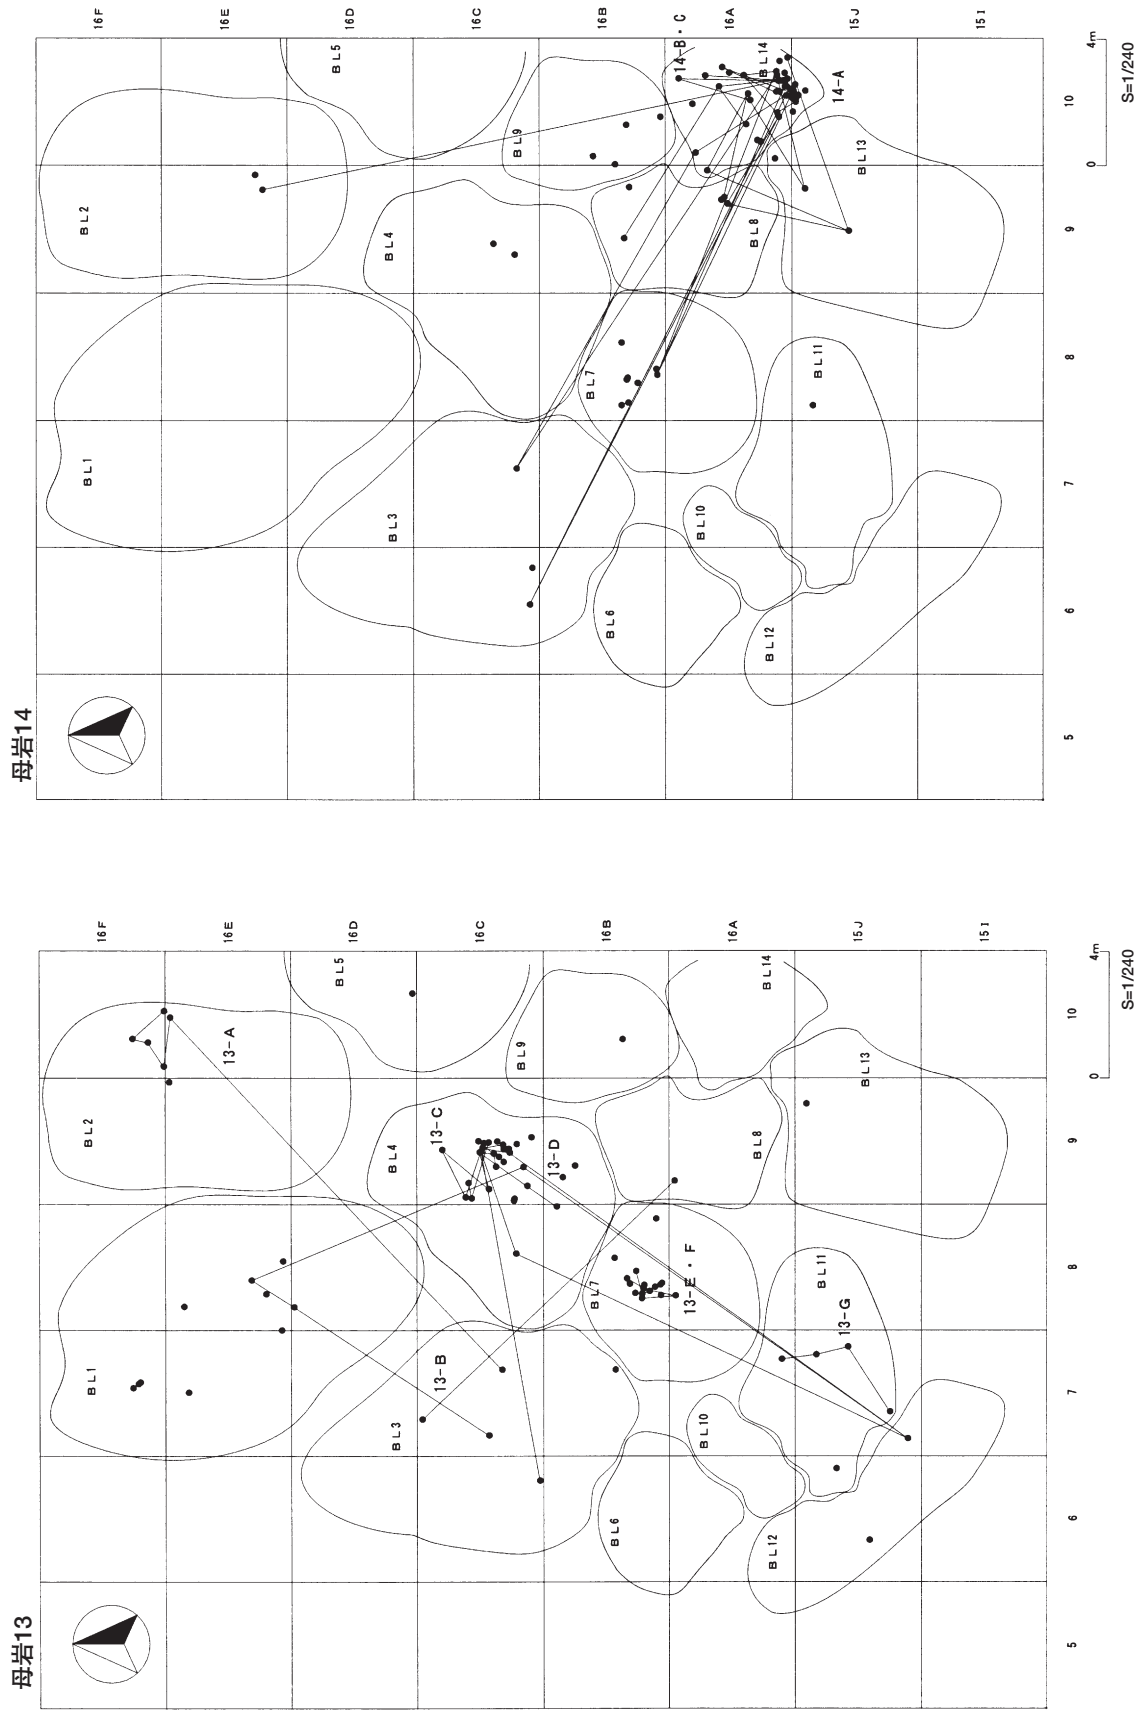 母岩14
16F
16E
16D
16C
16B
16A
15J
15I
BL5
BL2
BL9
14-B・C
BL14
14-A
BL4
BL8
BL13
BL1
BL3
BL7
BL11
BL10
BL6
BL12
5
6
7
8
9
10
0
4m
S=1/240
母岩13
16F
16E
16D
16C
16B
16A
15J
15I
BL5
BL2
13-A
BL9
BL14
BL4
13-C
13-D
BL8
BL13
BL1
BL3
13-B
BL7
13-E・F
BL11
13-G
BL10
BL6
BL12
5
6
7
8
9
10
0
4m
S=1/240